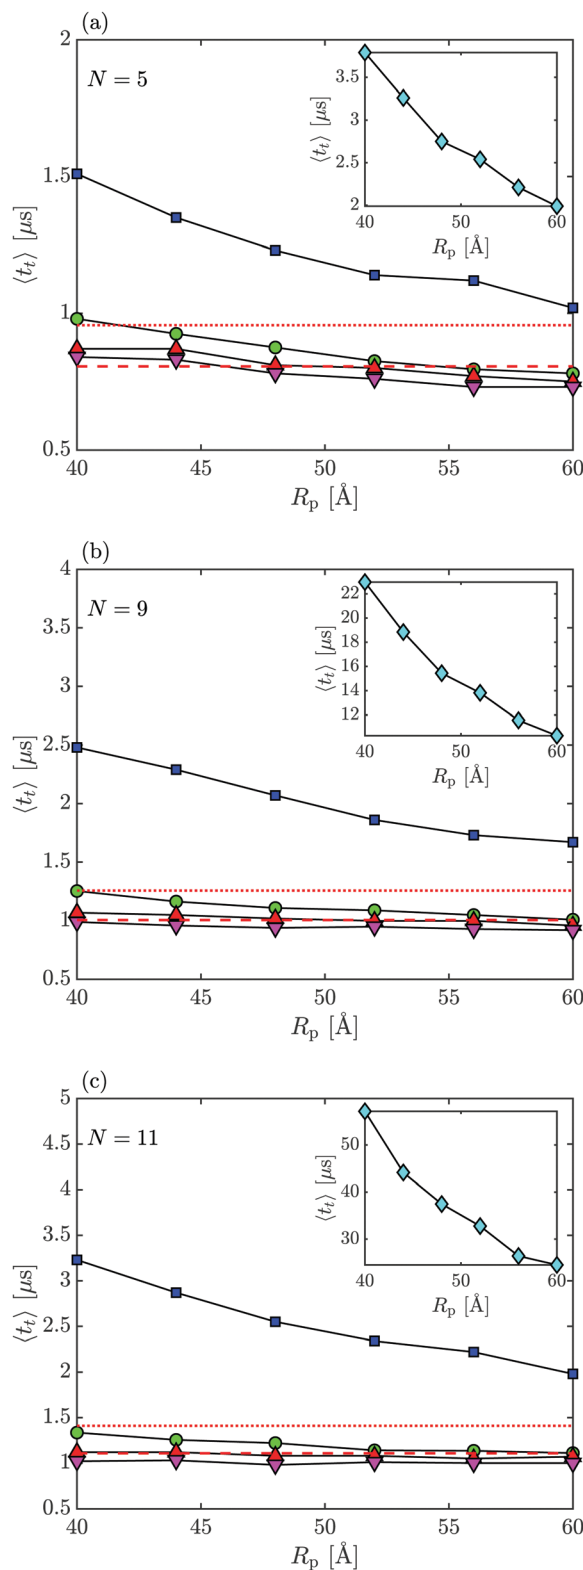 (a)
2
1.5
1
0.5
⟨t_t⟩ [μs]
N = 5
3.5
3
2.5
2
⟨t_t⟩ [μs]
40 50 60
R_p [Å]
40 45 50 55 60
R_p [Å]
(b)
4
3.5
3
2.5
2
1.5
1
0.5
⟨t_t⟩ [μs]
N = 9
22
20
18
16
14
12
⟨t_t⟩ [μs]
40 50 60
R_p [Å]
40 45 50 55 60
R_p [Å]
(c)
5
4.5
4
3.5
3
2.5
2
1.5
1
0.5
⟨t_t⟩ [μs]
N = 11
50
40
30
⟨t_t⟩ [μs]
40 50 60
R_p [Å]
40 45 50 55 60
R_p [Å]